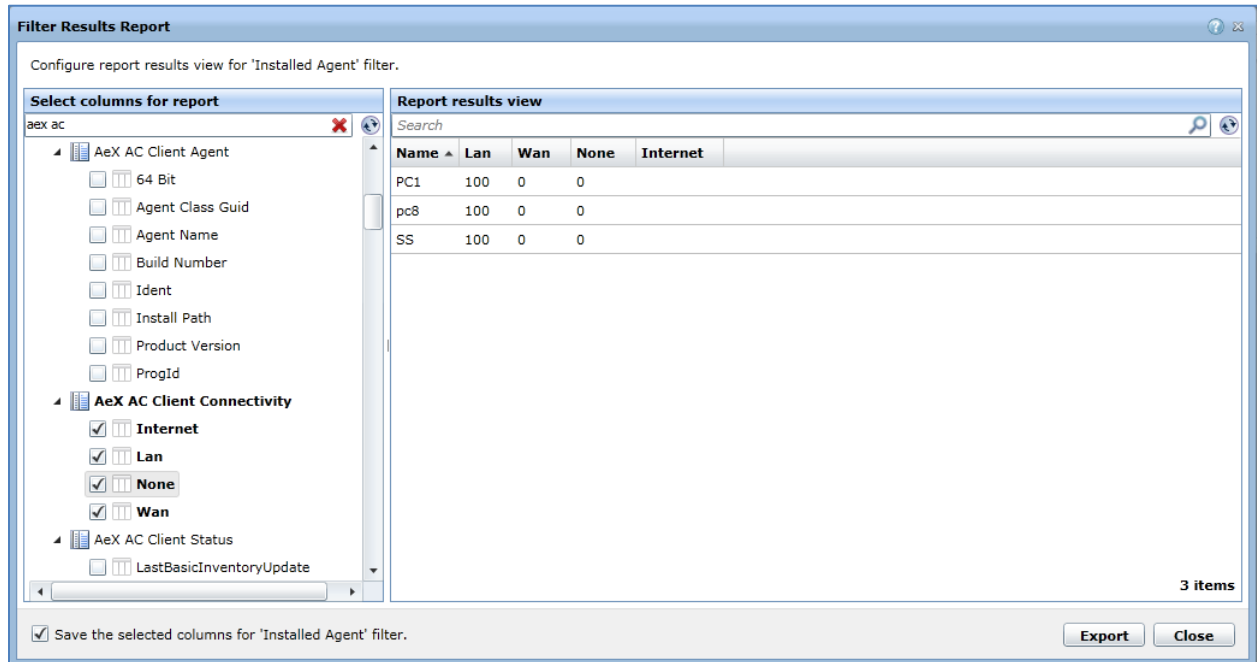 Filter Results Report
Configure report results view for 'Installed Agent' filter.
Select columns for report
aex ac
AeX AC Client Agent
64 Bit
Agent Class Guid
Agent Name
Build Number
Ident
Install Path
Product Version
ProgId
AeX AC Client Connectivity
Internet
Lan
None
Wan
AeX AC Client Status
LastBasicInventoryUpdate
Report results view
Search
Name Lan Wan None Internet
PC1 100 0 0
pc8 100 0 0
SS 100 0 0
3 items
Save the selected columns for 'Installed Agent' filter.
Export Close